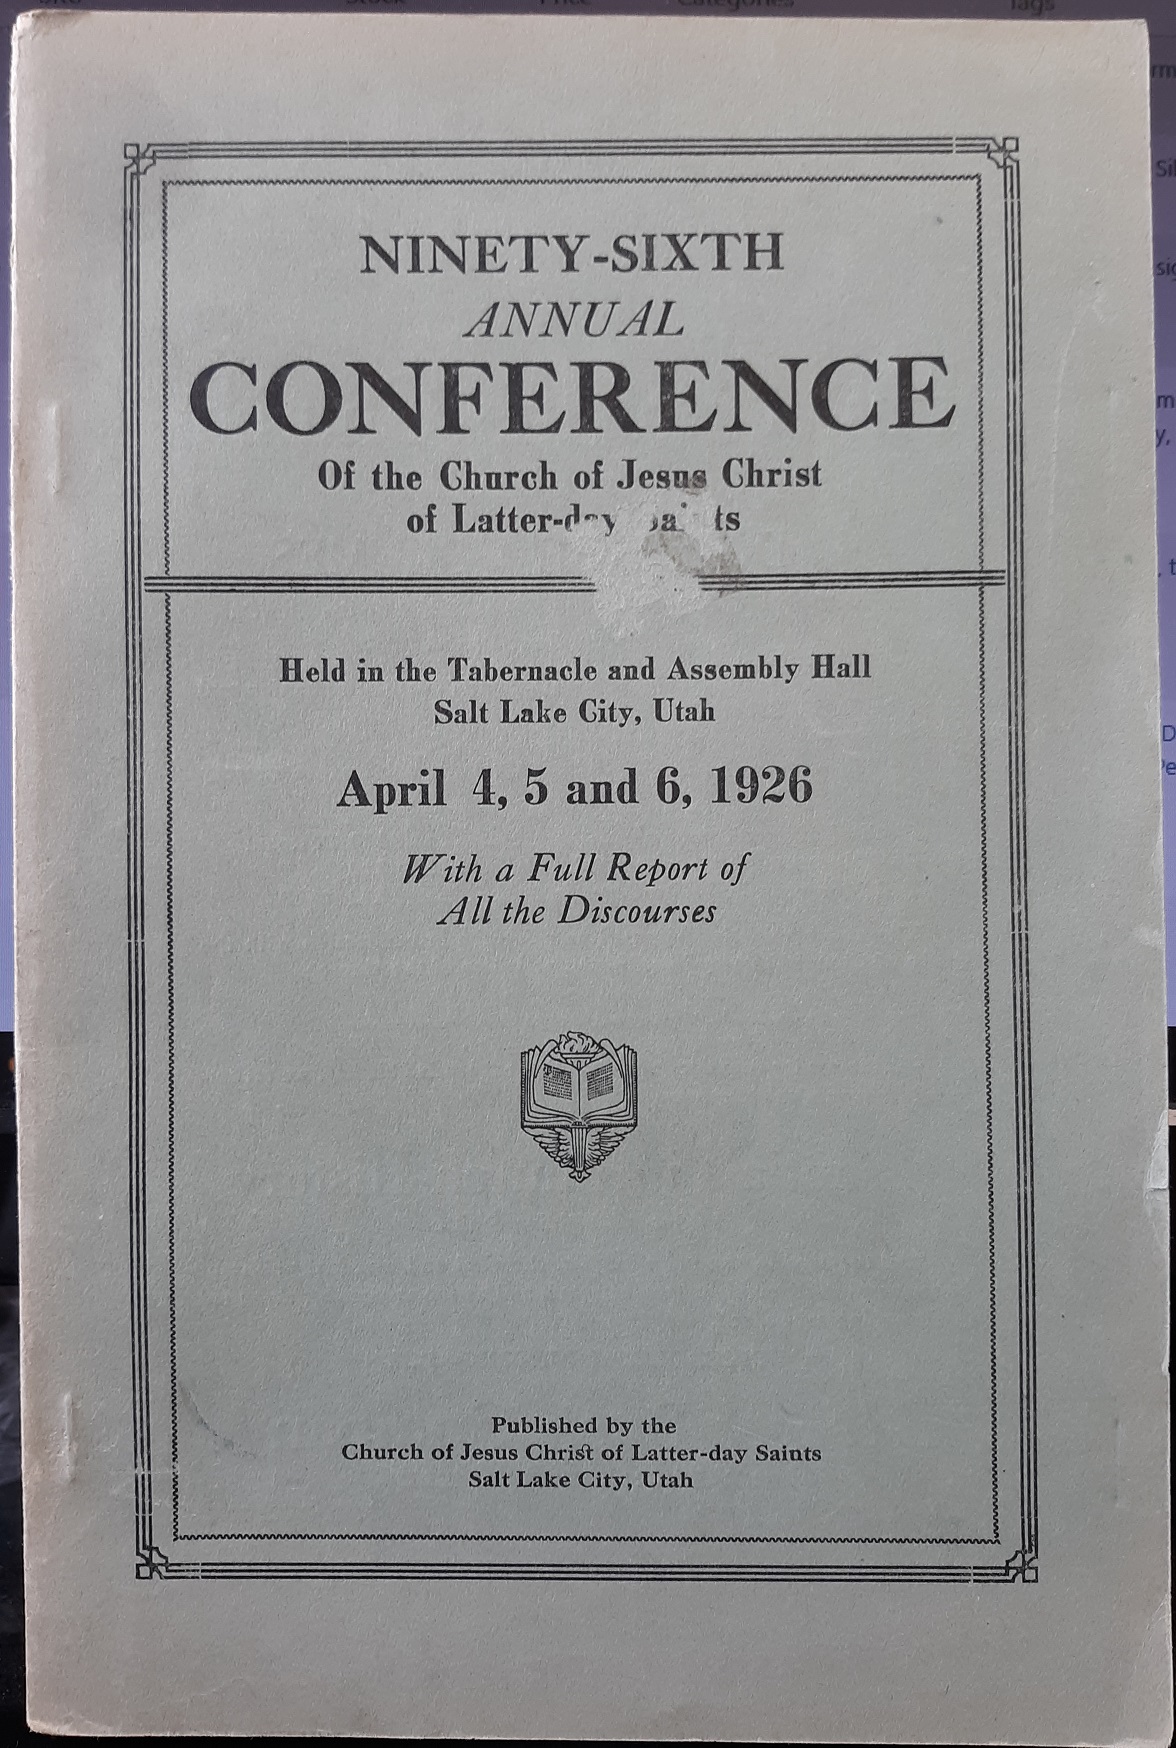 NINETY-SIXTH
ANNUAL
CONFERENCE
Of the Church of Jesus Christ
of Latter-day
Held in the Tabernacle and Assembly Hall
Salt Lake City, Utah
April 4, 5 and 6, 1926
With a Full Report of
All the Discourses
Published by the
Church of Jesus Christ of Latter-day Saints
Salt Lake City, Utah